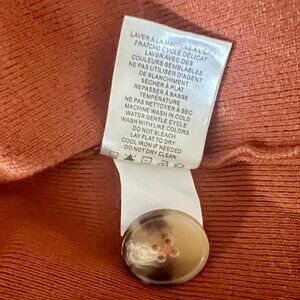 LAVER À LA MACHINE À L'EAU
FRAÎCHE CYCLE DÉLICAT
LAVER AVEC DES
COULEURS SEMBLABLES
NE PAS UTILISER D'AGENT
DE BLANCHIMENT
SÉCHER À PLAT
REPASSER À BASSE
TEMPÉRATURE
NE PAS NETTOYER À SEC
MACHINE WASH IN COLD
WATER GENTLE CYCLE
WASH WITH LIKE COLORS
DO NOT BLEACH
LAY FLAT TO DRY
COOL IRON IF NEEDED
DO NOT DRY CLEAN